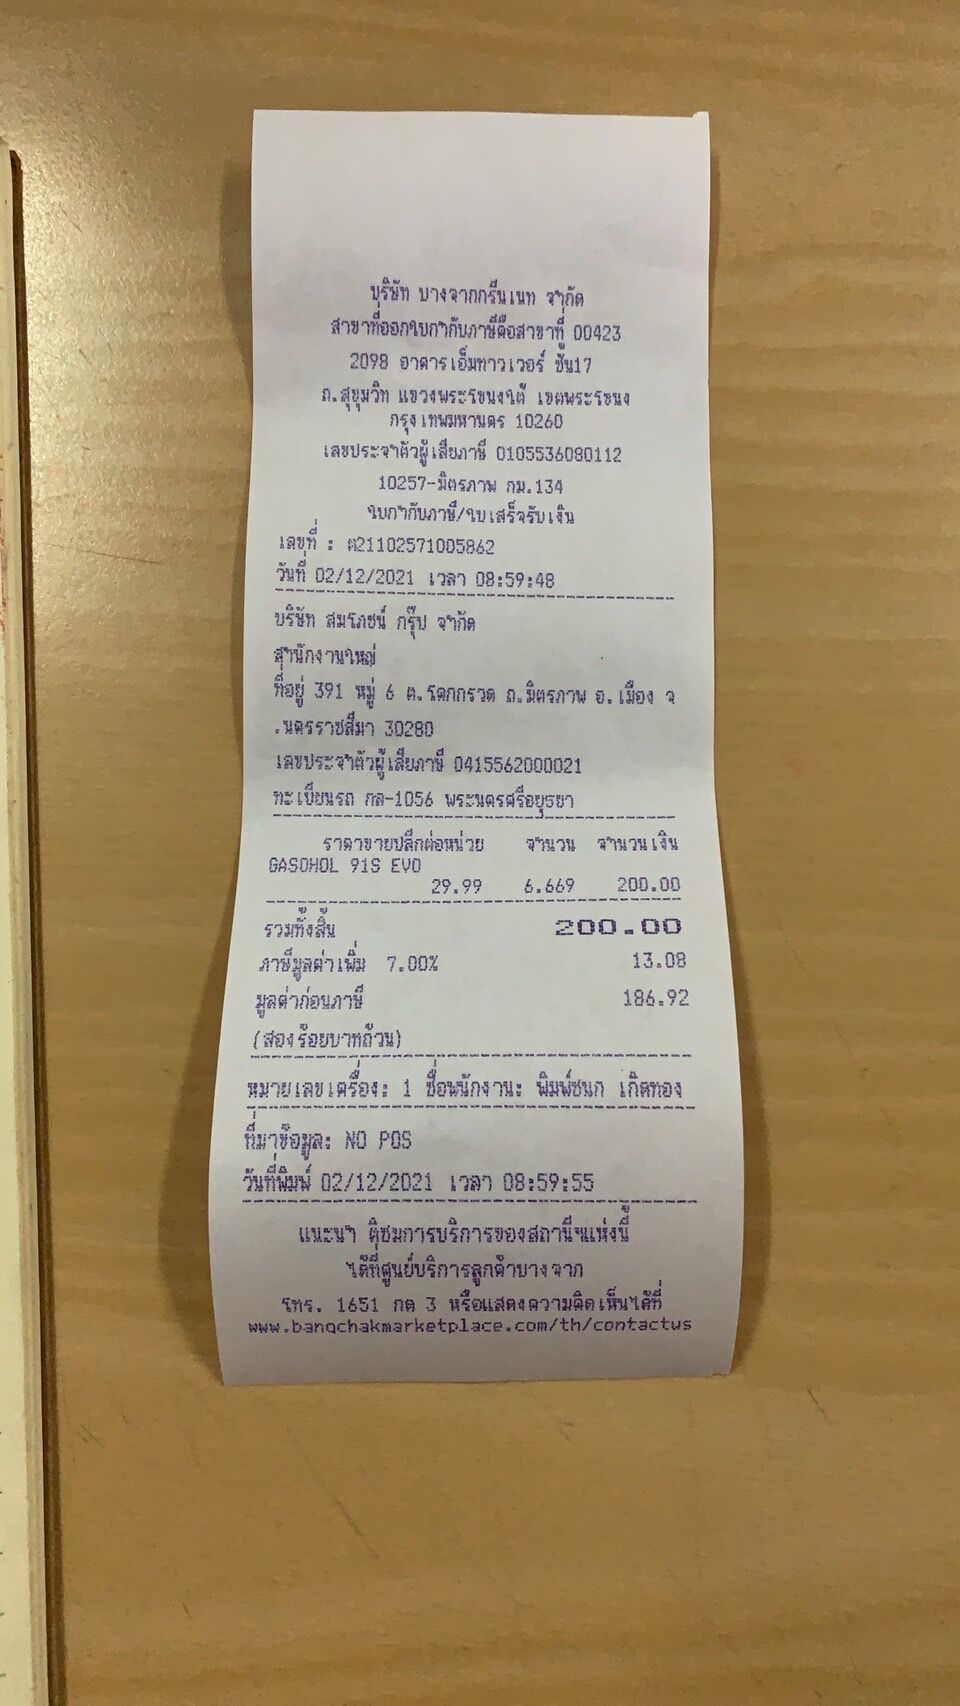 บริษัท บางจากกรีนเนท จำกัด
สาขาที่ออกใบกำกับภาษีคือสาขาที่ 00423
2098 อาคารเอ็มทาวเวอร์ ชั้น17
ถ.สุขุมวิท แขวงพระโขนงใต้ เขตพระโขนง
กรุงเทพมหานคร 10260
เลขประจำตัวผู้เสียภาษี 0105536080112
10257-มิตรภาพ กม.134
ใบกำกับภาษี/ใบเสร็จรับเงิน
เลขที่ : ต21102571005862
วันที่ 02/12/2021 เวลา 08:59:48
บริษัท สมโภชน์ กรุ๊ป จำกัด
สำนักงานใหญ่
ที่อยู่ 391 หมู่ 6 ต.โคกกรวด ถ.มิตรภาพ อ.เมือง จ
.นครราชสีมา 30280
เลขประจำตัวผู้เสียภาษี 0415562000021
ทะเบียนรถ กล-1056 พระนครศรีอยุธยา
ราคาขายปลีกต่อหน่วย จำนวน จำนวนเงิน
GASOHOL 91S EVO
29.99 6.669 200.00
รวมทั้งสิ้น 200.00
ภาษีมูลค่าเพิ่ม 7.00% 13.08
มูลค่าก่อนภาษี 186.92
(สองร้อยบาทถ้วน)
หมายเลขเครื่อง: 1 ชื่อพนักงาน: พิมพ์ชนก เกิดทอง
ที่มาข้อมูล: NO POS
วันที่พิมพ์ 02/12/2021 เวลา 08:59:55
แนะนำ ติชมการบริการของสถานีฯแห่งนี้
ได้ที่ศูนย์บริการลูกค้าบางจาก
โทร. 1651 กด 3 หรือแสดงความคิดเห็นได้ที่
www.bangchakmarketplace.com/th/contactus